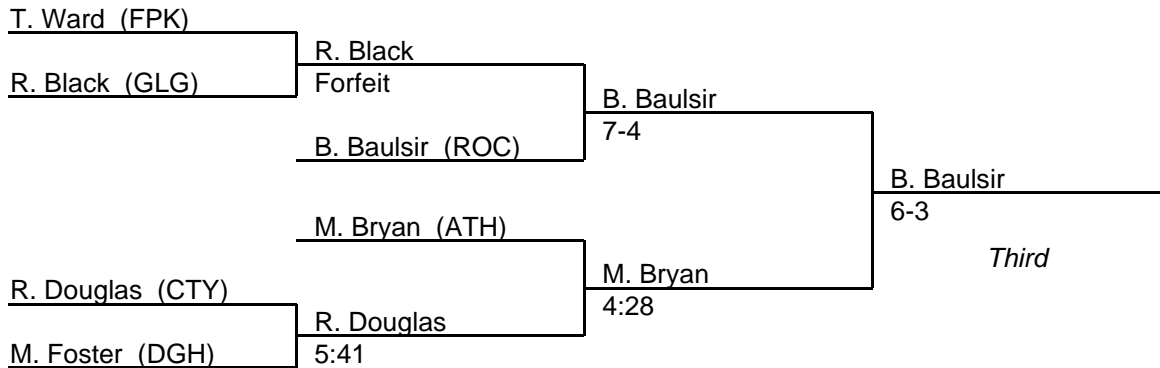 T. Ward (FPK)
R. Black
R. Black (GLG)
Forfeit
B. Baulsir
7-4
B. Baulsir (ROC)
B. Baulsir
6-3
M. Bryan (ATH)
Third
M. Bryan
R. Douglas (CTY)
4:28
R. Douglas
M. Foster (DGH)
5:41